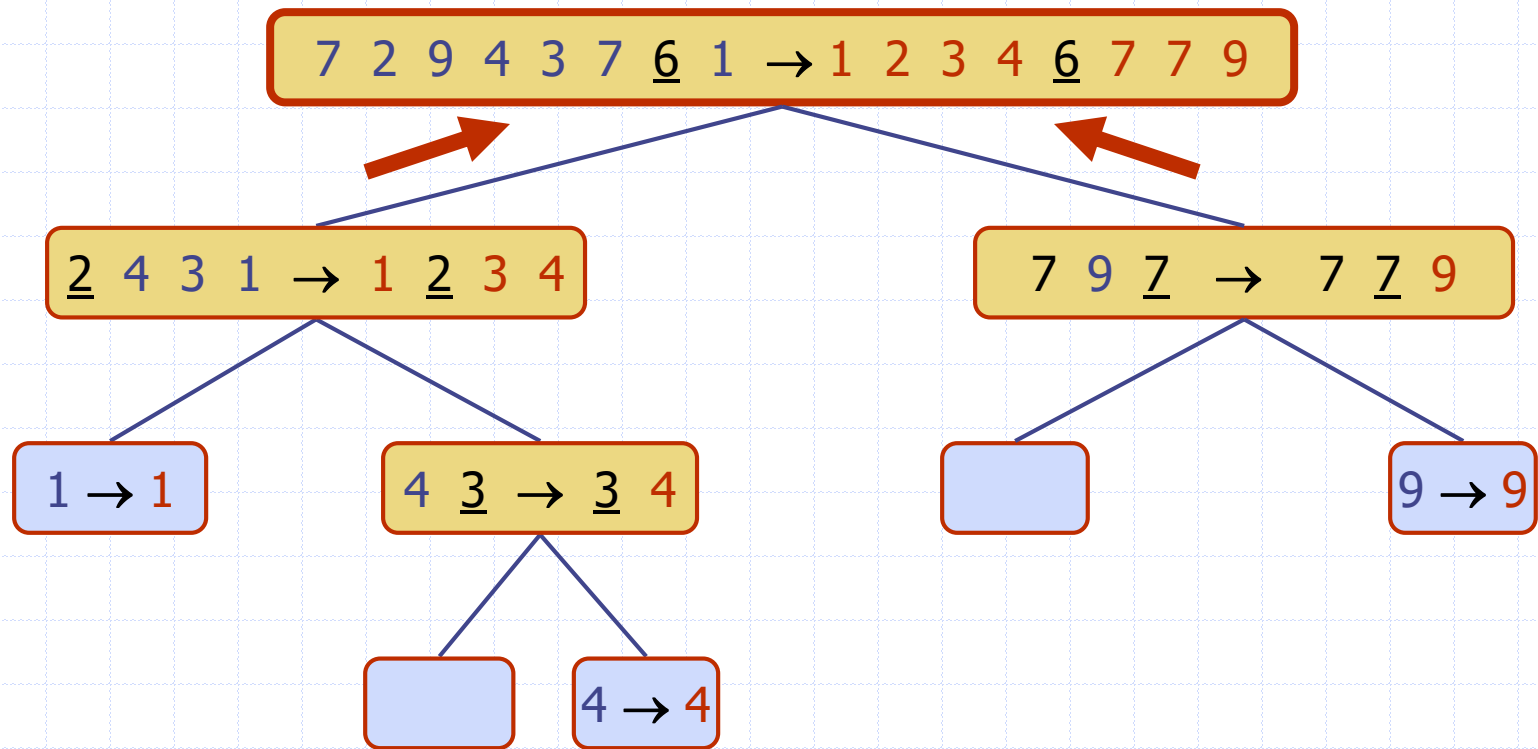 7 2 9 4 3 7 6 1 → 1 2 3 4 6 7 7 9
2 4 3 1 → 1 2 3 4
7 9 7 → 7 7 9
1 → 1
4 3 → 3 4
9 → 9
4 → 4